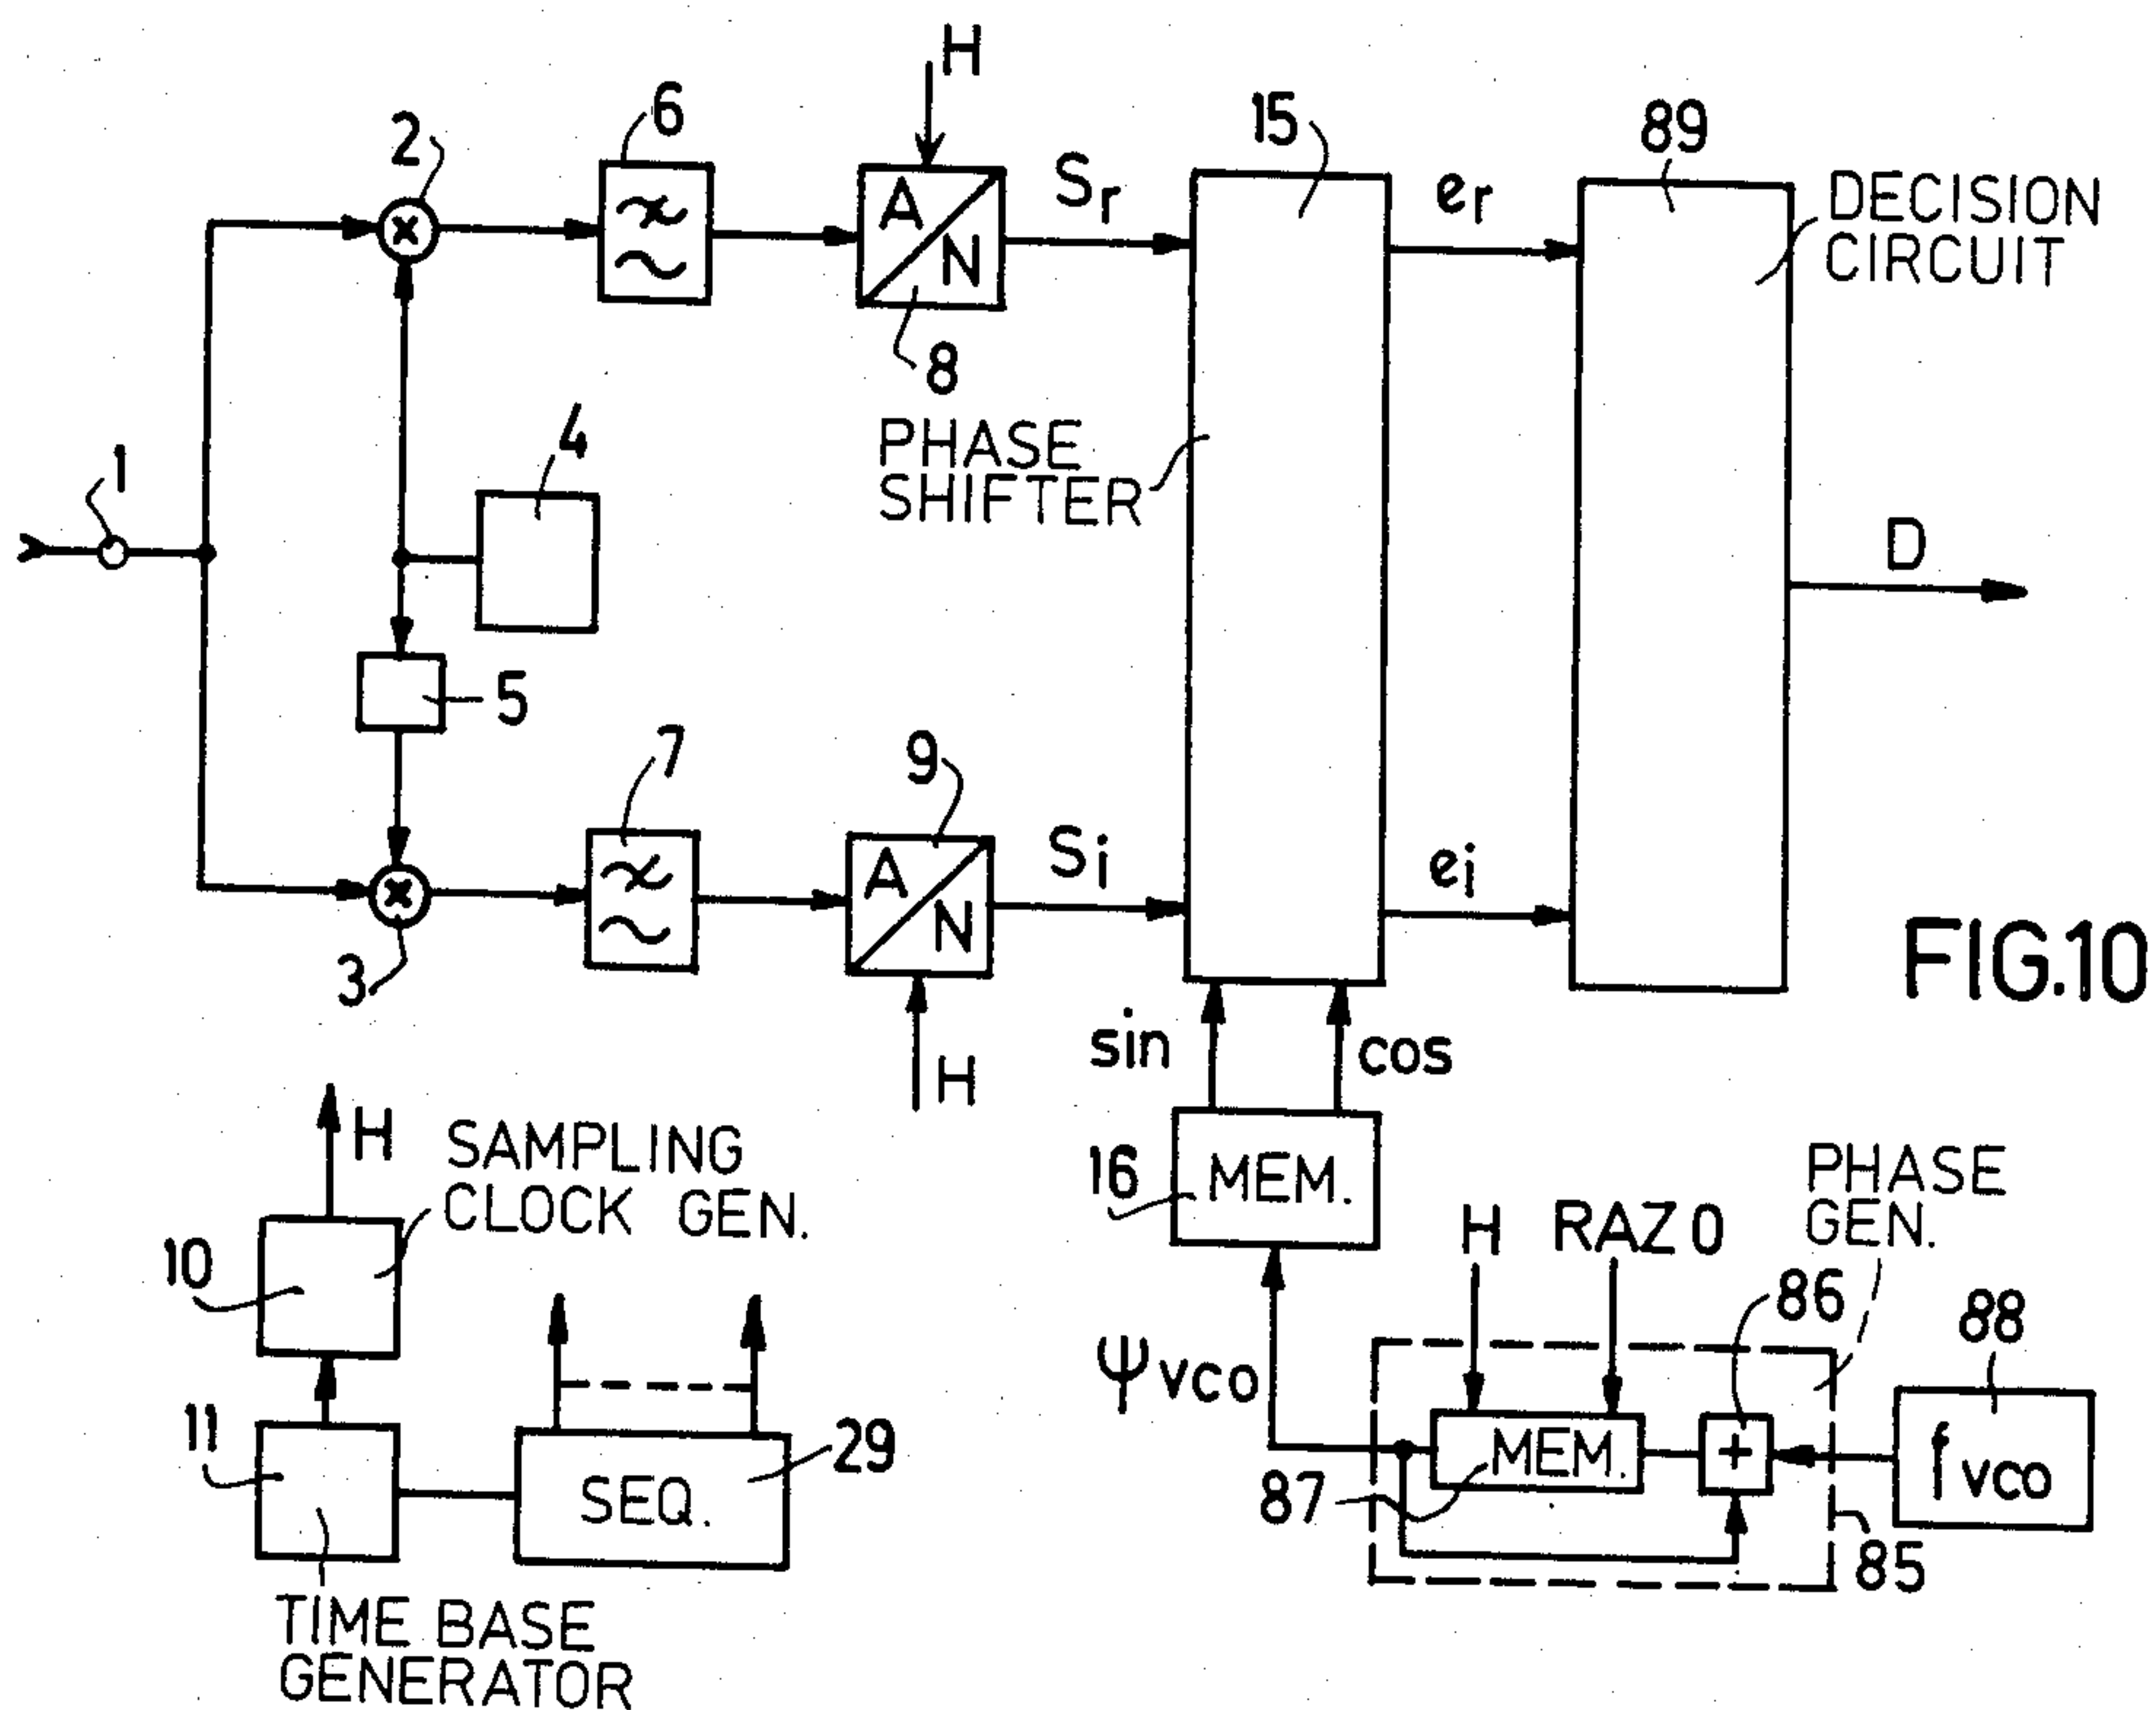 H
2
6
15
89
A
N
Sr
er
DECISION
CIRCUIT
8
1
4
PHASE
SHIFTER
D
5
7
9
A
N
Si
ei
3
FIG.10
H
sin
cos
H
SAMPLING
CLOCK GEN.
10
16
MEM.
H
RAZ 0
PHASE
GEN.
86
88
ψvco
11
SEQ.
29
MEM.
+
f vco
87
85
TIME BASE
GENERATOR